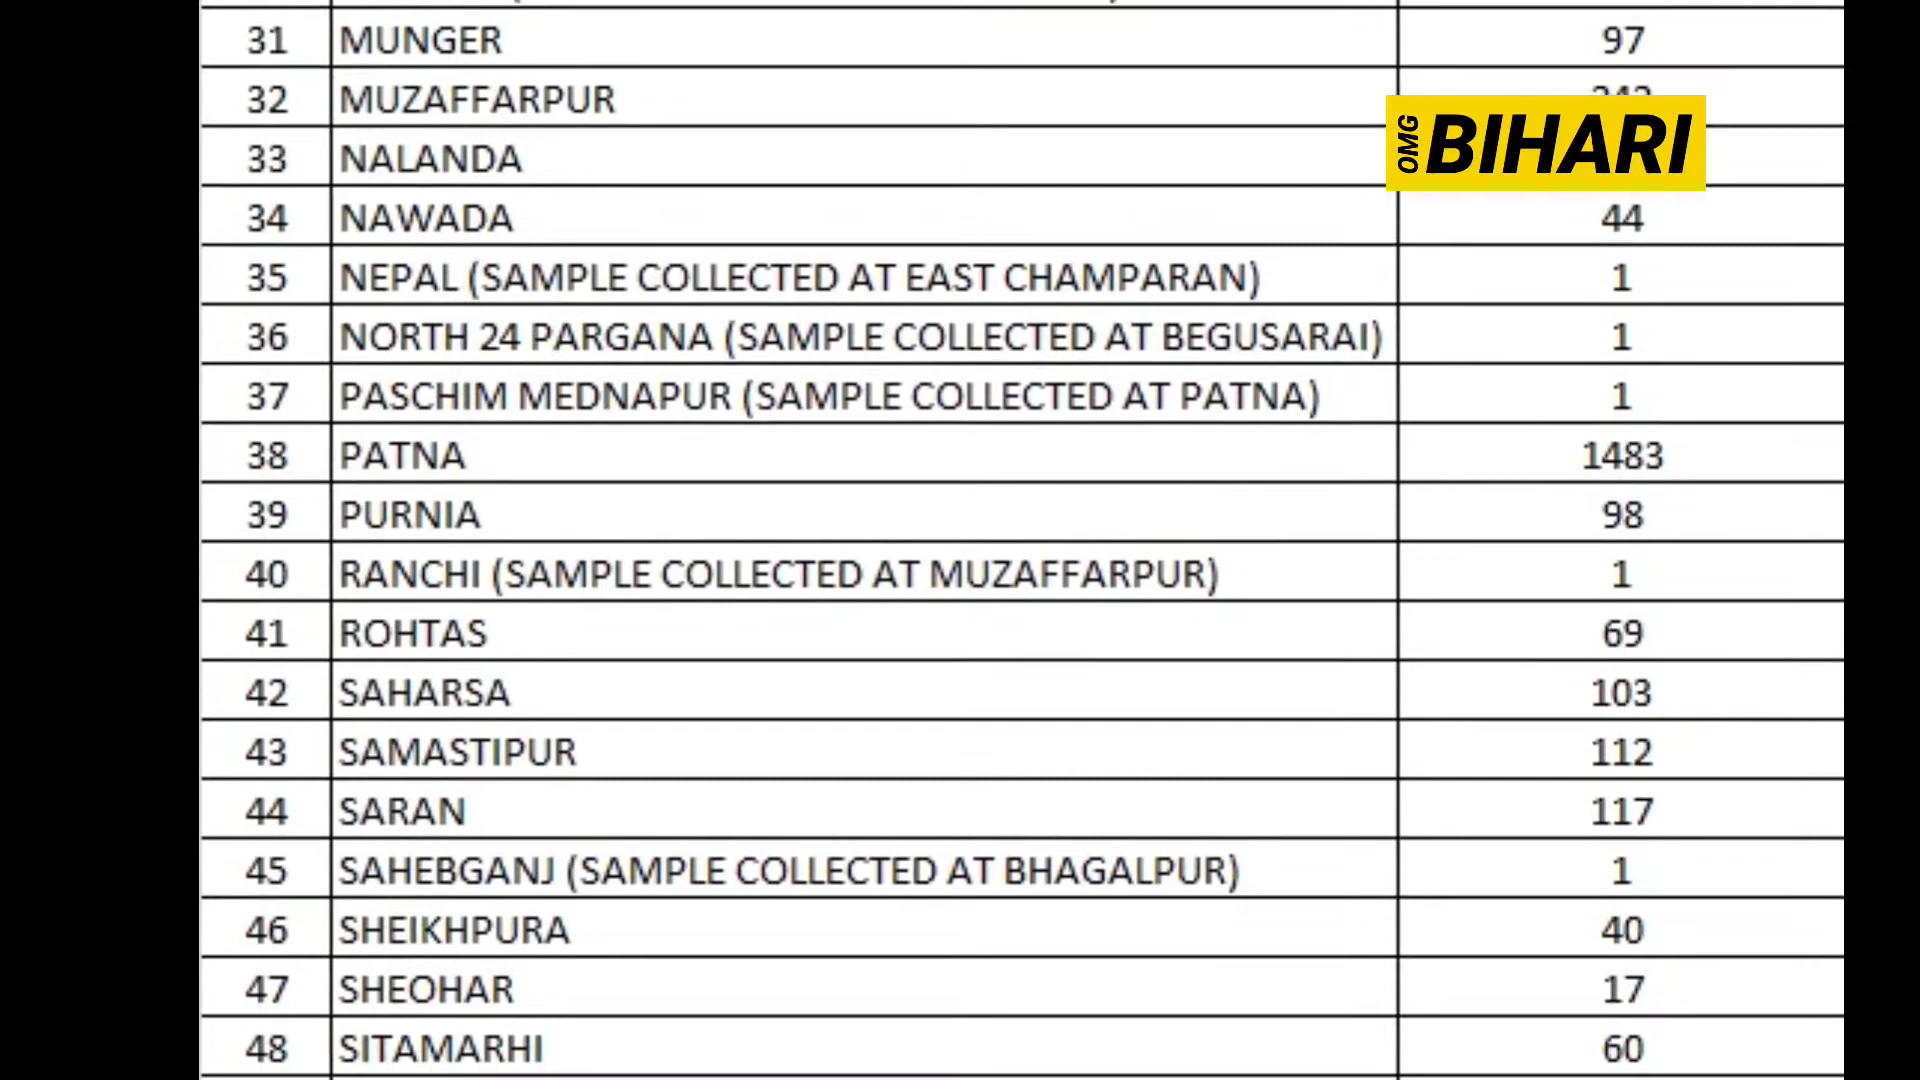 31 MUNGER 97
32 MUZAFFARPUR
OMG BIHARI
33 NALANDA
34 NAWADA 44
35 NEPAL (SAMPLE COLLECTED AT EAST CHAMPARAN) 1
36 NORTH 24 PARGANA (SAMPLE COLLECTED AT BEGUSARAI) 1
37 PASCHIM MEDNAPUR (SAMPLE COLLECTED AT PATNA) 1
38 PATNA 1483
39 PURNIA 98
40 RANCHI (SAMPLE COLLECTED AT MUZAFFARPUR) 1
41 ROHTAS 69
42 SAHARSA 103
43 SAMASTIPUR 112
44 SARAN 117
45 SAHEBGANJ (SAMPLE COLLECTED AT BHAGALPUR) 1
46 SHEIKHPURA 40
47 SHEOHAR 17
48 SITAMARHI 60